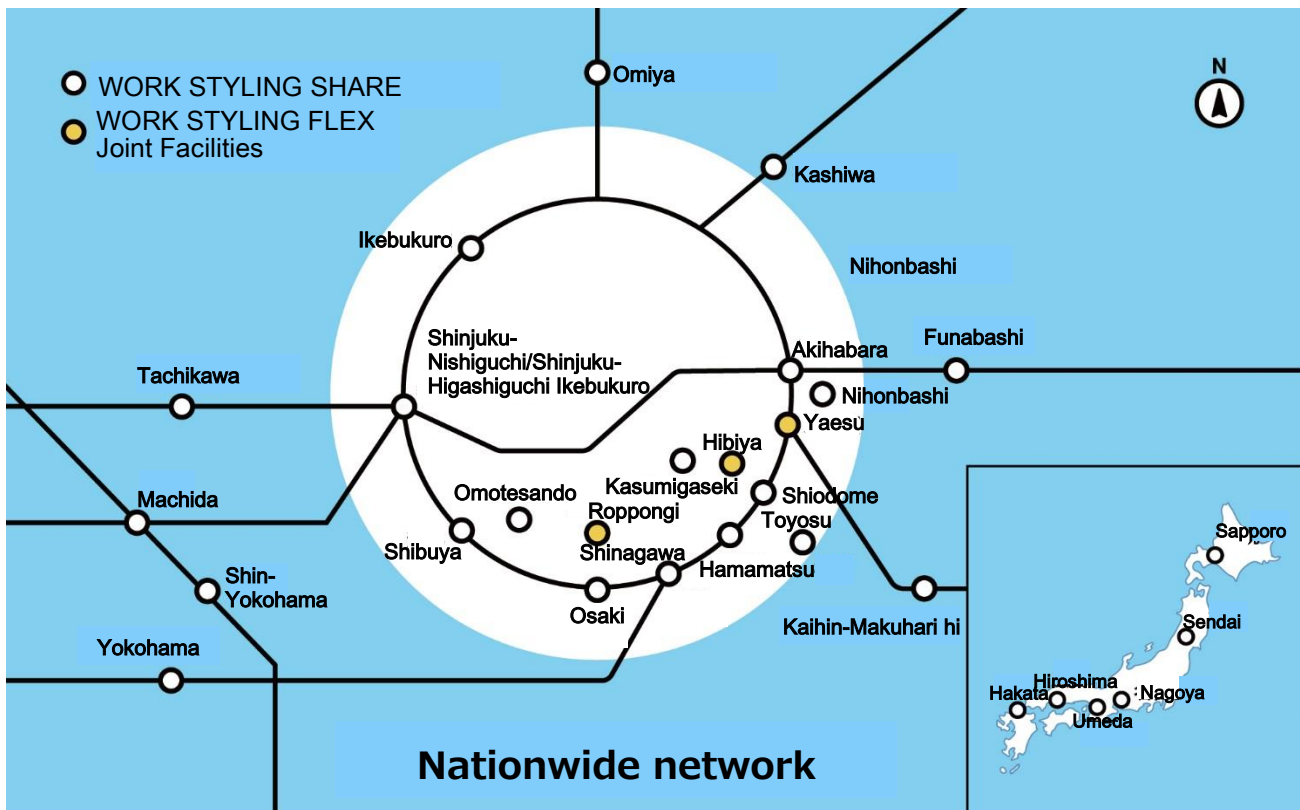 WORK STYLING SHARE
WORK STYLING FLEX
Joint Facilities
Omiya
N
Kashiwa
Ikebukuro
Nihonbashi
Shinjuku-
Nishiguchi/Shinjuku-
Higashiguchi Ikebukuro
Akihabara
Funabashi
Tachikawa
Nihonbashi
Yaesu
Hibiya
Kasumigaseki
Omotesando
Roppongi
Shiodome
Toyosu
Machida
Shibuya
Shinagawa
Hamamatsu
Shin-
Yokohama
Osaki
Kaihin-Makuhari hi
Yokohama
Sapporo
Sendai
Hiroshima
Hakata
Nagoya
Umeda
Nationwide network